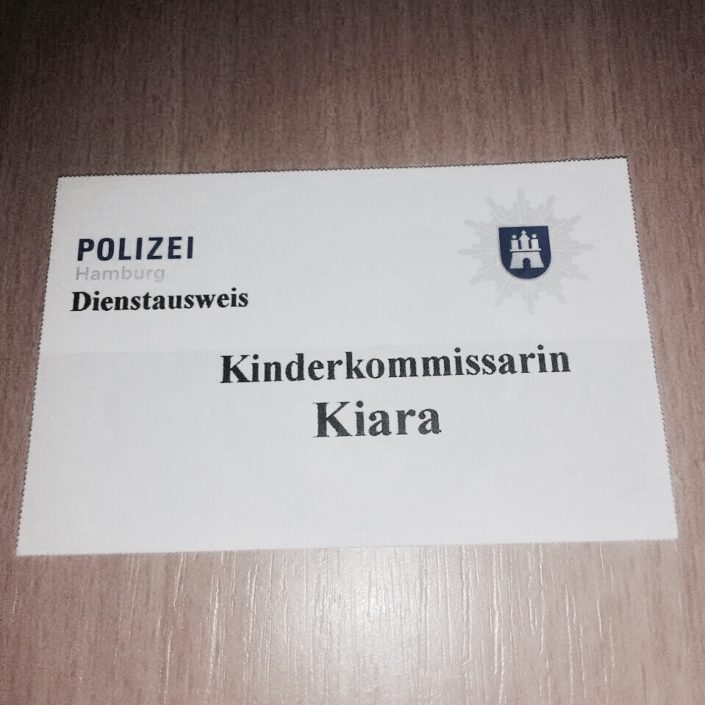 POLIZEI
Hamburg
Dienstausweis
Kinderkommissarin
Kiara